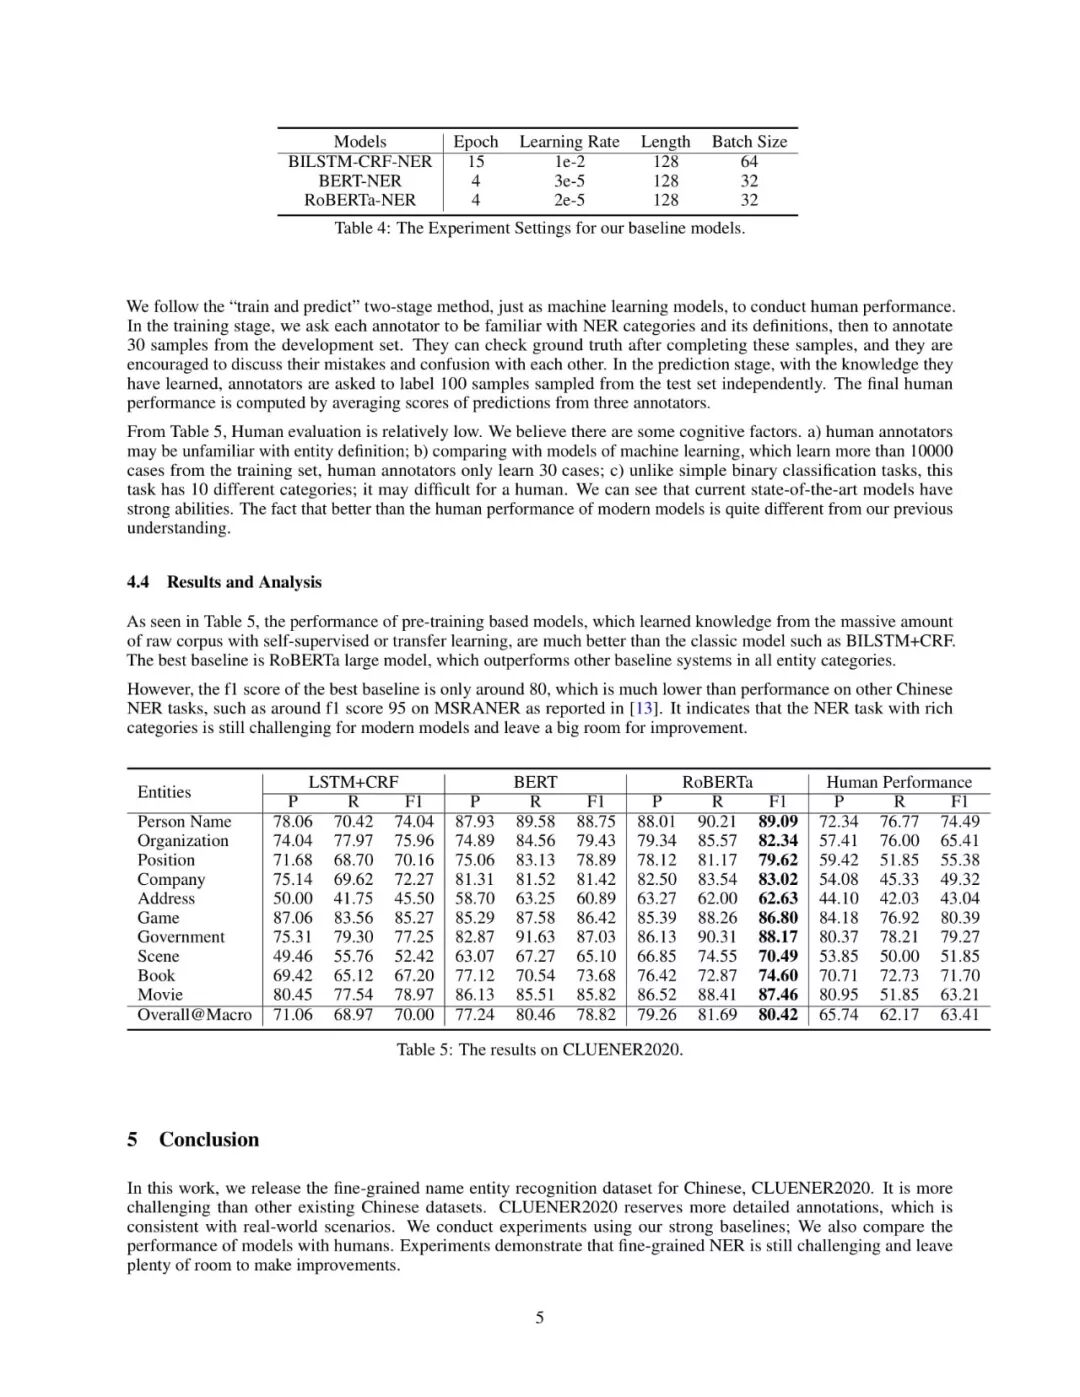 Models Epoch Learning Rate Length Batch Size
BILSTM-CRF-NER 15 1e-2 128 64
BERT-NER 4 3e-5 128 32
RoBERTa-NER 4 2e-5 128 32
Table 4: The Experiment Settings for our baseline models.
We follow the “train and predict” two-stage method, just as machine learning models, to conduct human performance.
In the training stage, we ask each annotator to be familiar with NER categories and its definitions, then to annotate
30 samples from the development set. They can check ground truth after completing these samples, and they are
encouraged to discuss their mistakes and confusion with each other. In the prediction stage, with the knowledge they
have learned, annotators are asked to label 100 samples sampled from the test set independently. The final human
performance is computed by averaging scores of predictions from three annotators.
From Table 5, Human evaluation is relatively low. We believe there are some cognitive factors. a) human annotators
may be unfamiliar with entity definition; b) comparing with models of machine learning, which learn more than 10000
cases from the training set, human annotators only learn 30 cases; c) unlike simple binary classification tasks, this
task has 10 different categories; it may difficult for a human. We can see that current state-of-the-art models have
strong abilities. The fact that better than the human performance of modern models is quite different from our previous
understanding.
4.4 Results and Analysis
As seen in Table 5, the performance of pre-training based models, which learned knowledge from the massive amount
of raw corpus with self-supervised or transfer learning, are much better than the classic model such as BILSTM+CRF.
The best baseline is RoBERTa large model, which outperforms other baseline systems in all entity categories.
However, the f1 score of the best baseline is only around 80, which is much lower than performance on other Chinese
NER tasks, such as around f1 score 95 on MSRANER as reported in [13]. It indicates that the NER task with rich
categories is still challenging for modern models and leave a big room for improvement.
Entities LSTM+CRF BERT RoBERTa Human Performance
P R F1 P R F1 P R F1 P R F1
Person Name 78.06 70.42 74.04 87.93 89.58 88.75 88.01 90.21 89.09 72.34 76.77 74.49
Organization 74.04 77.97 75.96 74.89 84.56 79.43 79.34 85.57 82.34 57.41 76.00 65.41
Position 71.68 68.70 70.16 75.06 83.13 78.89 78.12 81.17 79.62 59.42 51.85 55.38
Company 75.14 69.62 72.27 81.31 81.52 81.42 82.50 83.54 83.02 54.08 45.33 49.32
Address 50.00 41.75 45.50 58.70 63.25 60.89 63.27 62.00 62.63 44.10 42.03 43.04
Game 87.06 83.56 85.27 85.29 87.58 86.42 85.39 88.26 86.80 84.18 76.92 80.39
Government 75.31 79.30 77.25 82.87 91.63 87.03 86.13 90.31 88.17 80.37 78.21 79.27
Scene 49.46 55.76 52.42 63.07 67.27 65.10 66.85 74.55 70.49 53.85 50.00 51.85
Book 69.42 65.12 67.20 77.12 70.54 73.68 76.42 72.87 74.60 70.71 72.73 71.70
Movie 80.45 77.54 78.97 86.13 85.51 85.82 86.52 88.41 87.46 80.95 51.85 63.21
Overall@Macro 71.06 68.97 70.00 77.24 80.46 78.82 79.26 81.69 80.42 65.74 62.17 63.41
Table 5: The results on CLUENER2020.
5 Conclusion
In this work, we release the fine-grained name entity recognition dataset for Chinese, CLUENER2020. It is more
challenging than other existing Chinese datasets. CLUENER2020 reserves more detailed annotations, which is
consistent with real-world scenarios. We conduct experiments using our strong baselines; We also compare the
performance of models with humans. Experiments demonstrate that fine-grained NER is still challenging and leave
plenty of room to make improvements.
5